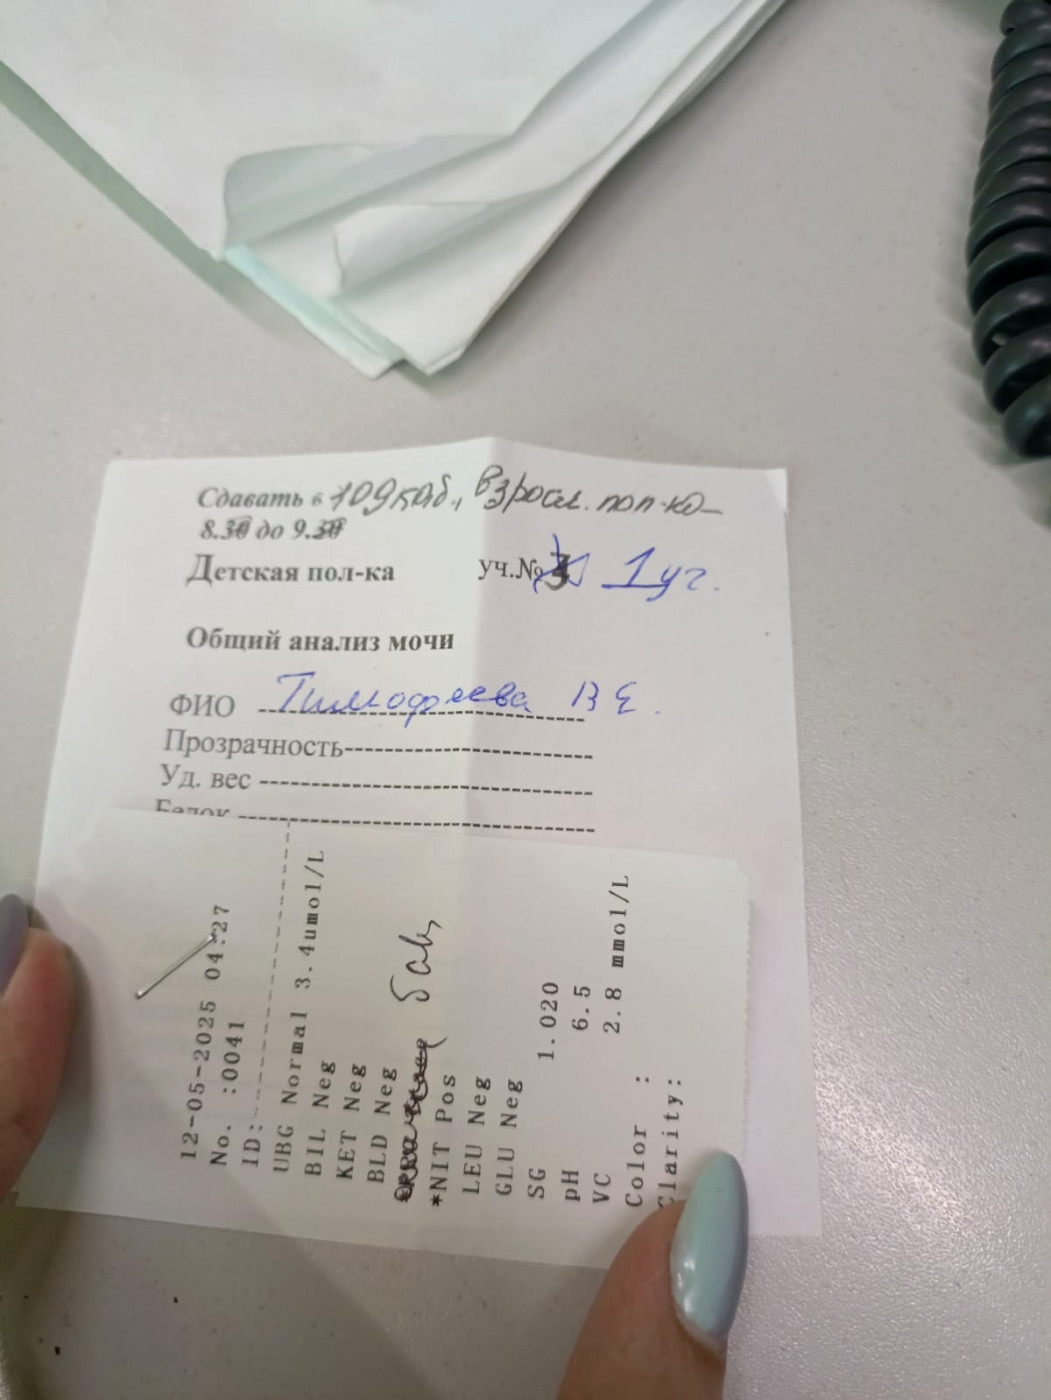 Сдавать в 109каб., взросл. пол-ка
8.30 до 9.30
Детская пол-ка уч.№ 1 уч.
Общий анализ мочи
ФИО Тимофеева В Е.
Прозрачность
Уд. вес
Белок
12-05-2025 04:27
No. :0041
ID:
UBG Normal 3.4umol/L
BIL Neg
KET Neg
BLD Neg
*NIT Pos
LEU Neg
GLU Neg
SG 1.020
pH 6.5
VC 2.8 mmol/L
Color :
Clarity: